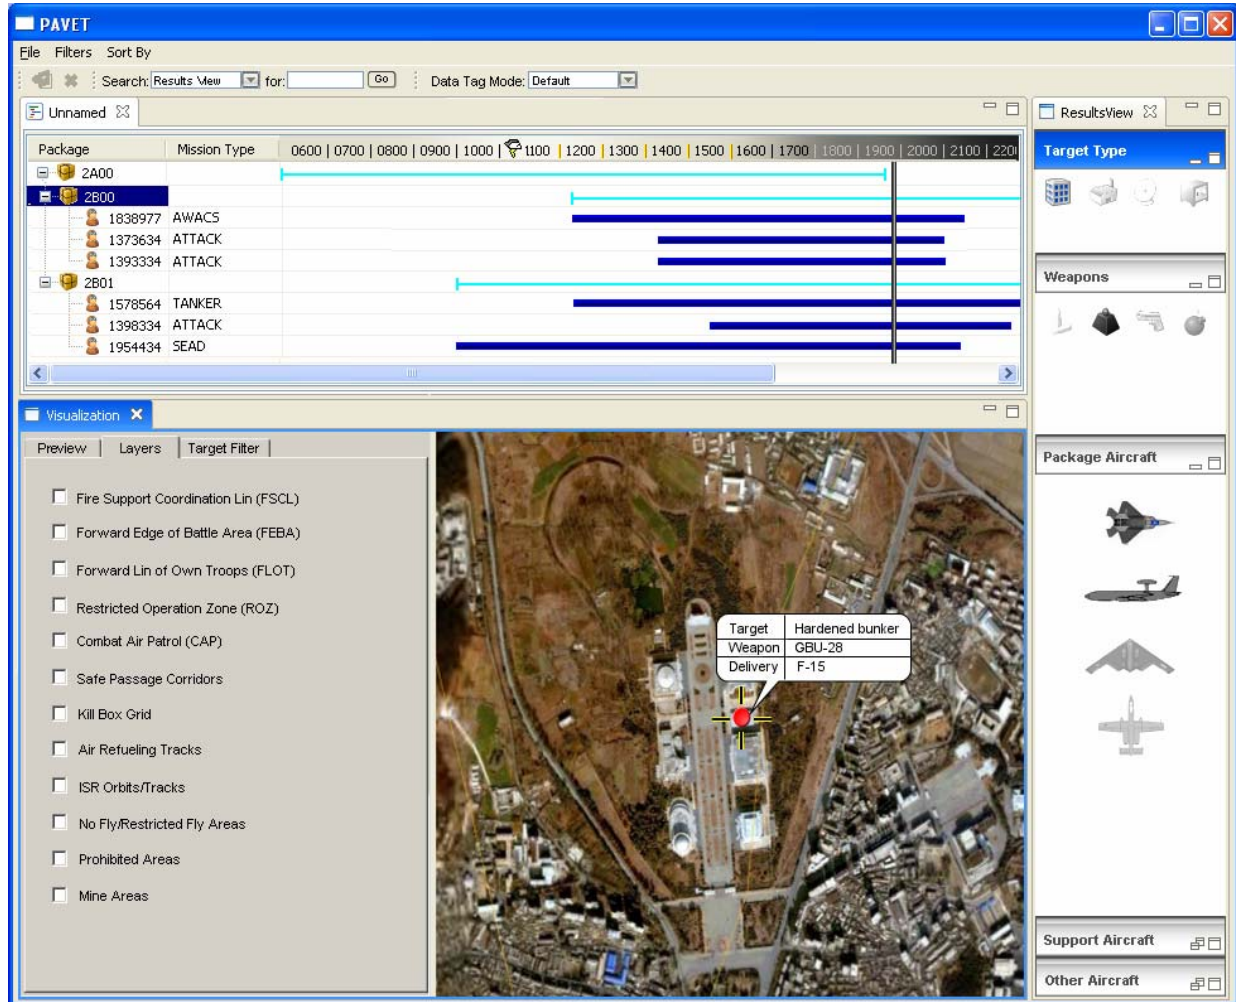 PAVET
File Filters Sort By
Search: Results View for: Go Data Tag Mode: Default
Unnamed
Package Mission Type 0600 | 0700 | 0800 | 0900 | 1000 | 1100 | 1200 | 1300 | 1400 | 1500 | 1600 | 1700 | 1800 | 1900 | 2000 | 2100 | 220
2A00
2B00
1838977 AWACS
1373634 ATTACK
1393334 ATTACK
2B01
1578564 TANKER
1398334 ATTACK
1954434 SEAD
Visualization
Preview Layers Target Filter
Fire Support Coordination Lin (FSCL)
Forward Edge of Battle Area (FEBA)
Forward Lin of Own Troops (FLOT)
Restricted Operation Zone (ROZ)
Combat Air Patrol (CAP)
Safe Passage Corridors
Kill Box Grid
Air Refueling Tracks
ISR Orbits/Tracks
No Fly/Restricted Fly Areas
Prohibited Areas
Mine Areas
Target Hardened bunker
Weapon GBU-28
Delivery F-15
ResultsView
Target Type
Weapons
Package Aircraft
Support Aircraft
Other Aircraft